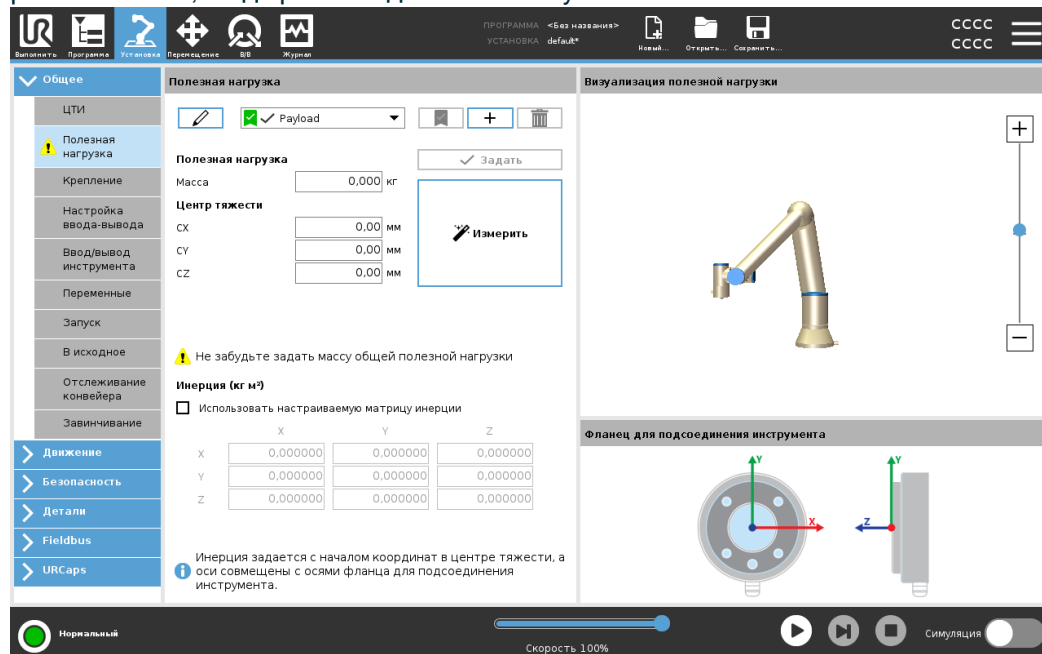 ПРОГРАММА <Без названия>
УСТАНОВКА default*
CCCC
CCCC
Выполнить Программа Установка Перемещение В/В Журнал
Новый... Открыть... Сохранить...
Общее
ЦТИ
Полезная
нагрузка
Крепление
Настройка
ввода-вывода
Ввод/вывод
инструмента
Переменные
Запуск
В исходное
Отслеживание
конвейера
Завинчивание
Движение
Безопасность
Детали
Fieldbus
URCaps
Полезная нагрузка
Payload
Полезная нагрузка
Задать
Масса 0,000 кг
Центр тяжести
CX 0,00 мм
CY 0,00 мм
CZ 0,00 мм
Измерить
Не забудьте задать массу общей полезной нагрузки
Инерция (кг м²)
Использовать настраиваемую матрицу инерции
X Y Z
X 0,000000 0,000000 0,000000
Y 0,000000 0,000000 0,000000
Z 0,000000 0,000000 0,000000
Инерция задается с началом координат в центре тяжести, а
оси совмещены с осями фланца для подсоединения
инструмента.
Визуализация полезной нагрузки
Фланец для подсоединения инструмента
Y Y
X Z
Нормальный
Скорость 100%
Симуляция